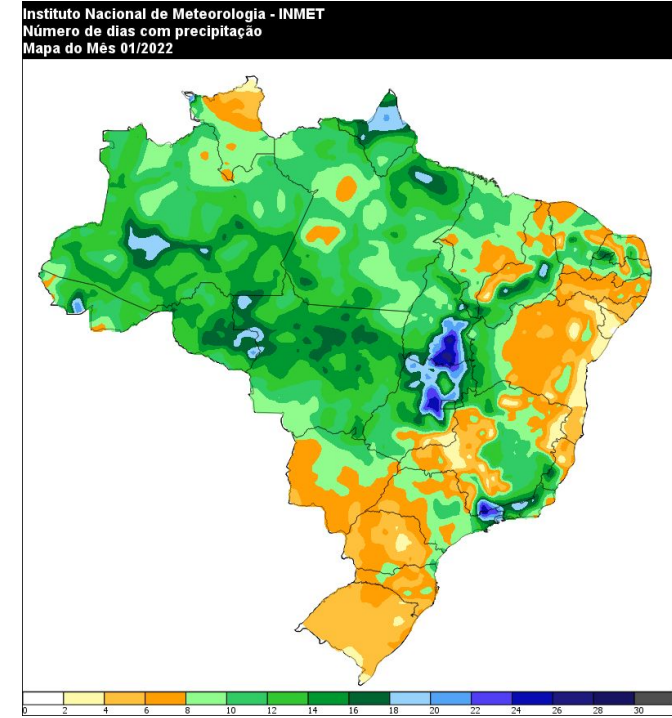 Instituto Nacional de Meteorologia - INMET
Número de dias com precipitação
Mapa do Mês 01/2022
0 2 4 6 8 10 12 14 16 18 20 22 24 26 28 30